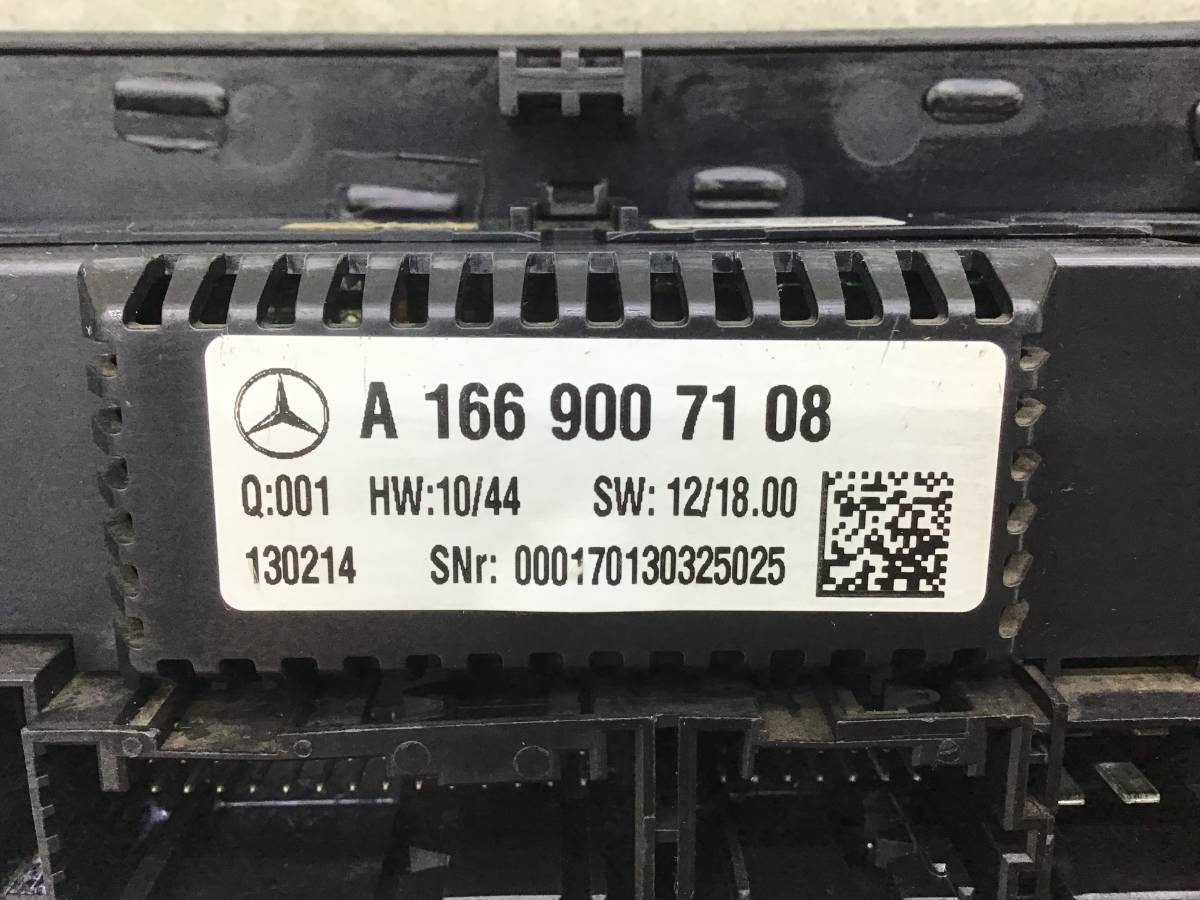 A 166 900 71 08
Q:001 HW:10/44 SW: 12/18.00
130214 SNr: 000170130325025